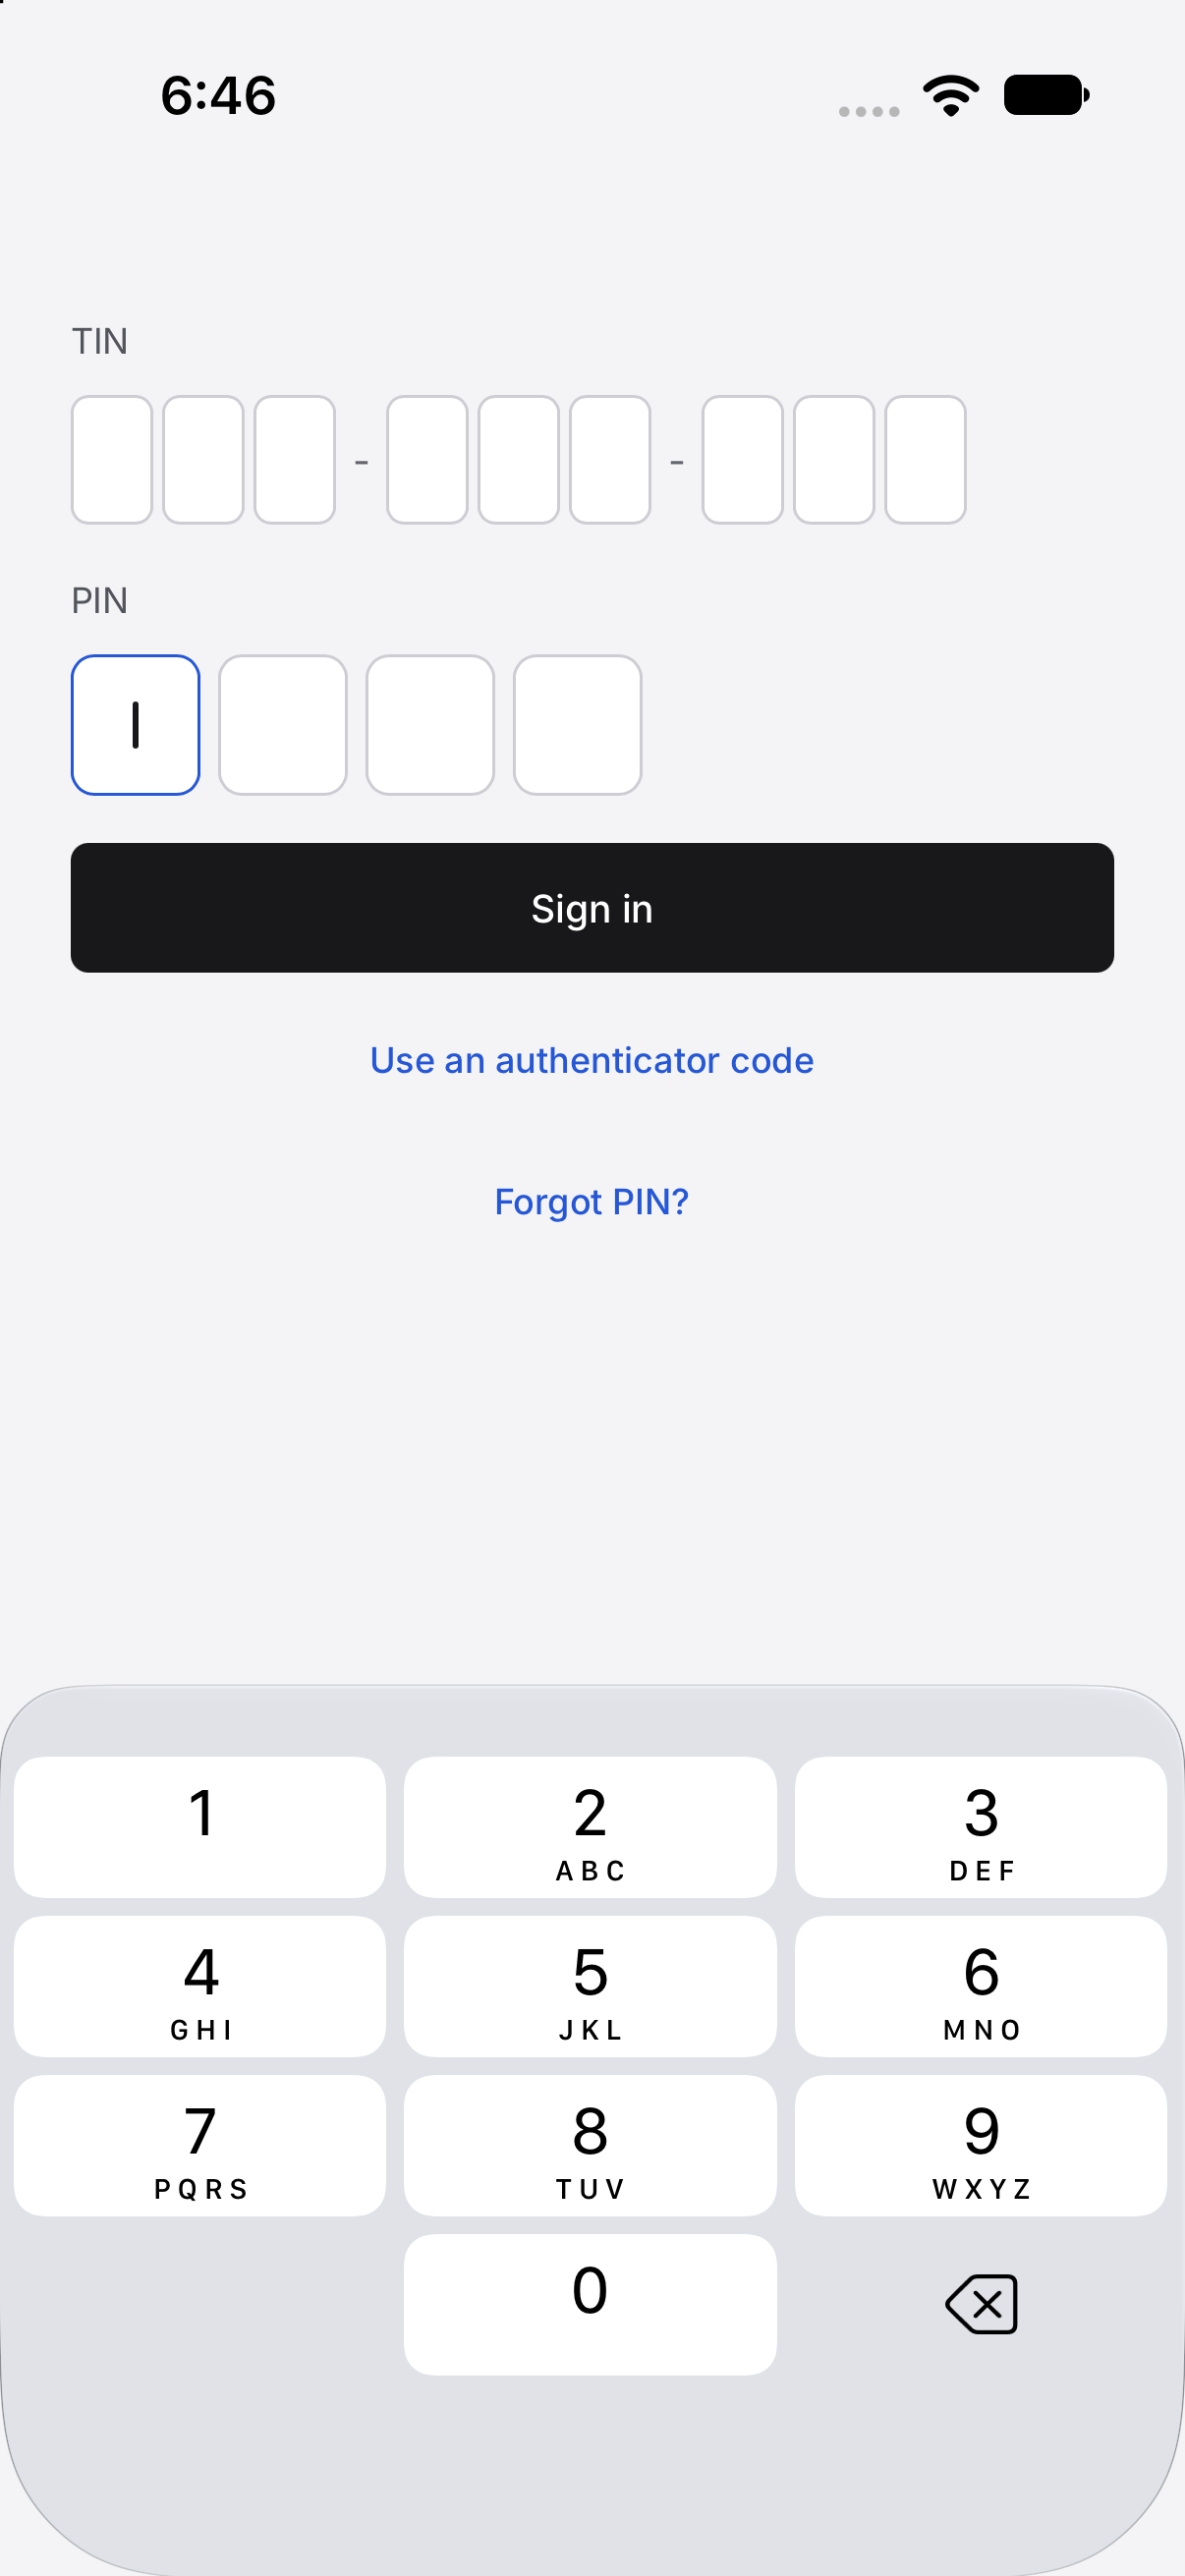 6:46
TIN
- -
PIN
Sign in
Use an authenticator code
Forgot PIN?
1 2 3
ABC DEF
4 5 6
GHI JKL MNO
7 8 9
PQRS TUV WXYZ
0